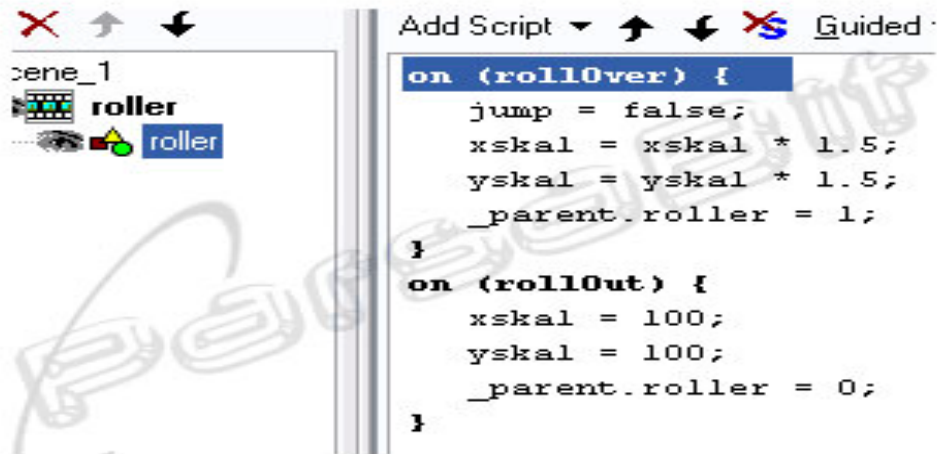 Add Script
Guided
cene_1
roller
roller
on (rollOver) {
jump = false;
xskal = xskal * 1.5;
yskal = yskal * 1.5;
_parent.roller = 1;
}
on (rollOut) {
xskal = 100;
yskal = 100;
_parent.roller = 0;
}
ParsaBit